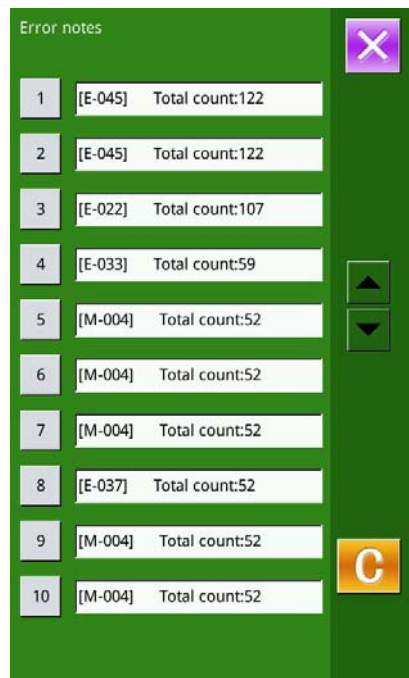 Error notes
1 [E-045] Total count:122
2 [E-045] Total count:122
3 [E-022] Total count:107
4 [E-033] Total count:59
5 [M-004] Total count:52
6 [M-004] Total count:52
7 [M-004] Total count:52
8 [E-037] Total count:52
9 [M-004] Total count:52
C
10 [M-004] Total count:52